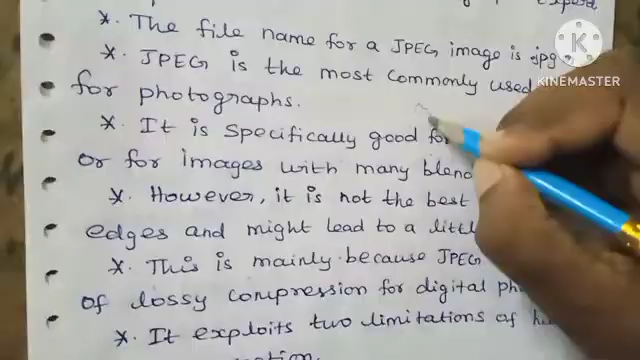 *. The file name for a JPEG image is .jpg
*. JPEG is the most commonly used
for photographs.
*. It is specifically good for
or for images with many blend
*. However, it is not the best
edges and might lead to a littl
*. This is mainly because JPEG
of lossy compression for digital ph
*. It exploits two limitations of hu
KINEMASTER